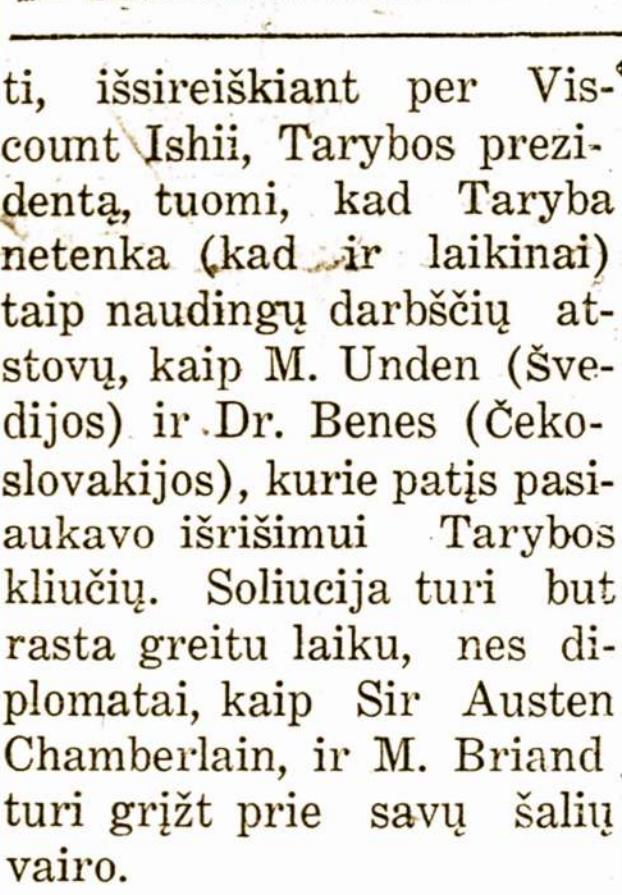 ti, išsireiškiant per Vis-
count Ishii, Tarybos prezi-
dentą, tuomi, kad Taryba
netenka (kad ir laikinai)
taip naudingų darbščių at-
stovų, kaip M. Unden (Šve-
dijos) ir Dr. Benes (Čeko-
slovakijos), kurie patįs pasi-
aukavo išrišimui Tarybos
kliučių. Soliucija turi but
rasta greitu laiku, nes di-
plomatai, kaip Sir Austen
Chamberlain, ir M. Briand
turi grįžt prie savų šalių
vairo.